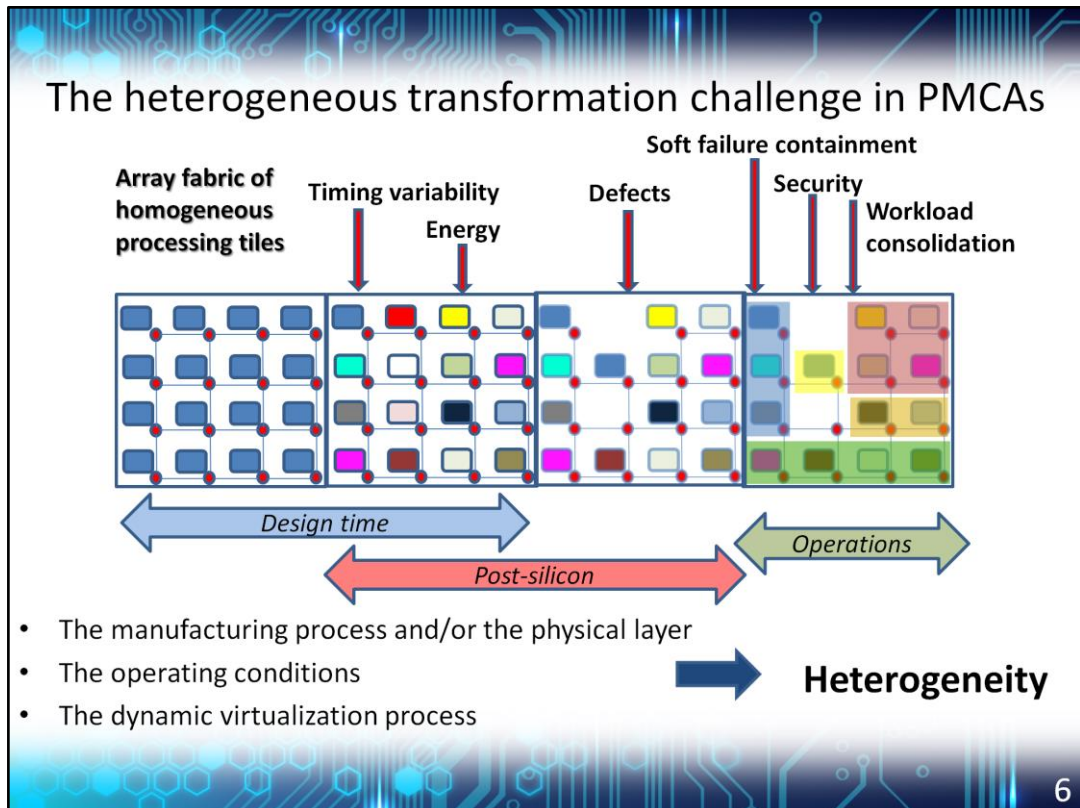 The heterogeneous transformation challenge in PMCAs
Soft failure containment
Array fabric of
homogeneous
processing tiles
Timing variability
Energy
Defects
Security
Workload
consolidation
Design time
Post-silicon
Operations
• The manufacturing process and/or the physical layer
• The operating conditions
• The dynamic virtualization process
Heterogeneity
6